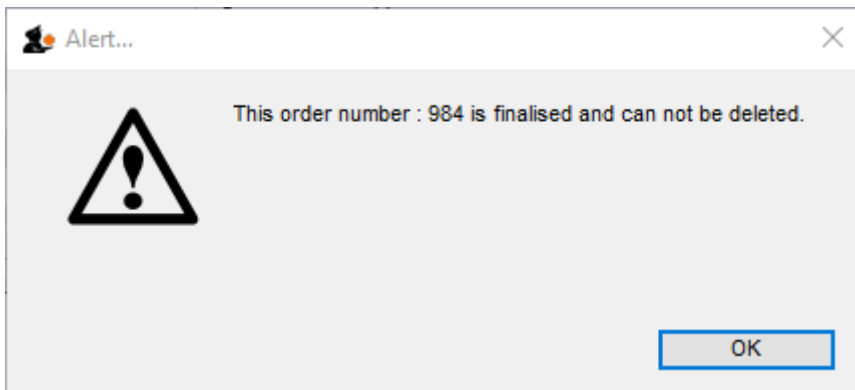 Alert...
This order number : 984 is finalised and can not be deleted.
OK